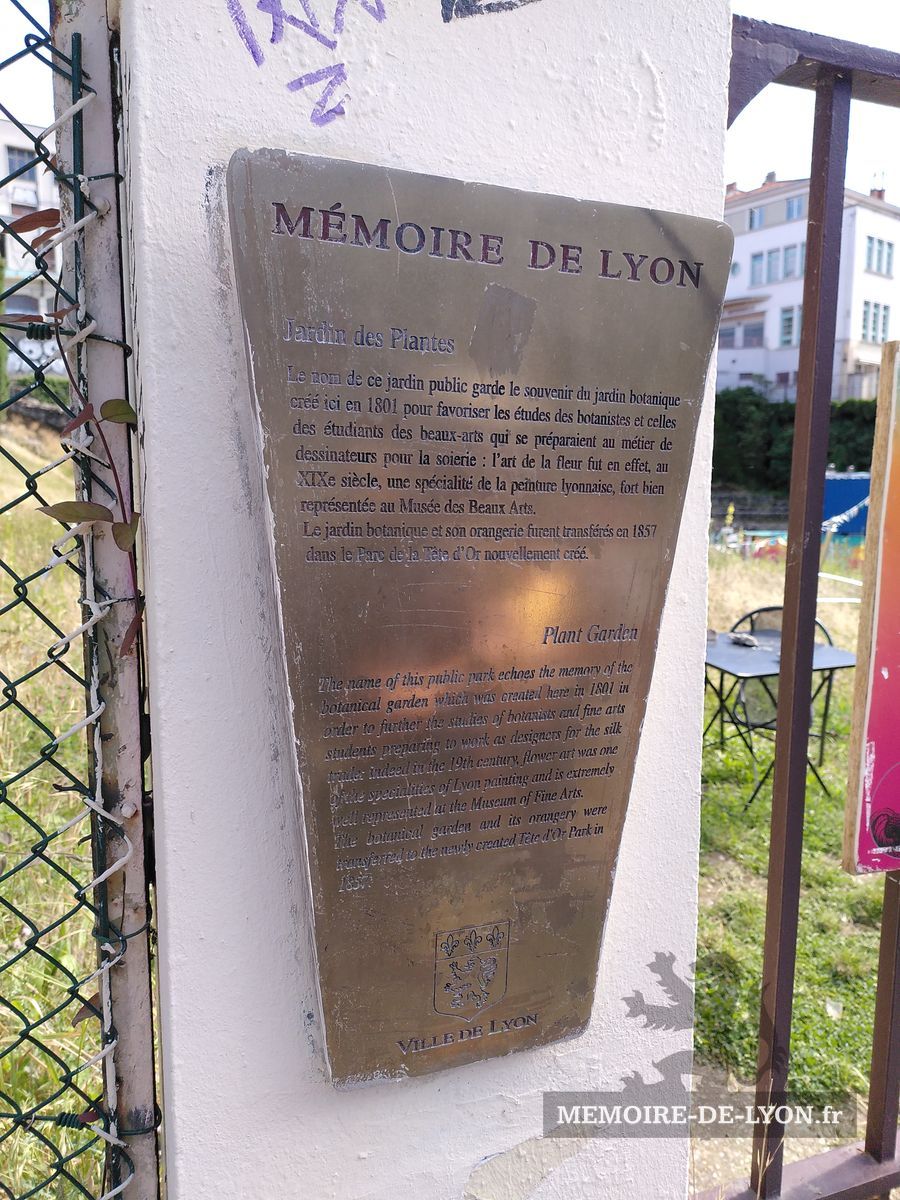 MÉMOIRE DE LYON
Jardin des Plantes
Le nom de ce jardin public garde le souvenir du jardin botanique
créé ici en 1801 pour favoriser les études des botanistes et celles
des étudiants des beaux-arts qui se préparaient au métier de
dessinateurs pour la soierie : l'art de la fleur fut en effet, au
XIXe siècle, une spécialité de la peinture lyonnaise, fort bien
représentée au Musée des Beaux Arts.
Le jardin botanique et son orangerie furent transférés en 1857
dans le Parc de la Tête d'Or nouvellement créé.
Plant Garden
The name of this public park echoes the memory of the
botanical garden which was created here in 1801 in
order to further the studies of botanists and fine arts
students preparing to work as designers for the silk
trade: indeed in the 19th century, flower art was one
of the specialities of Lyon painting and is extremely
well represented at the Museum of Fine Arts.
The botanical garden and its orangery were
transferred to the newly created Tête d'Or Park in
1857.
VILLE DE LYON
MEMOIRE-DE-LYON.fr